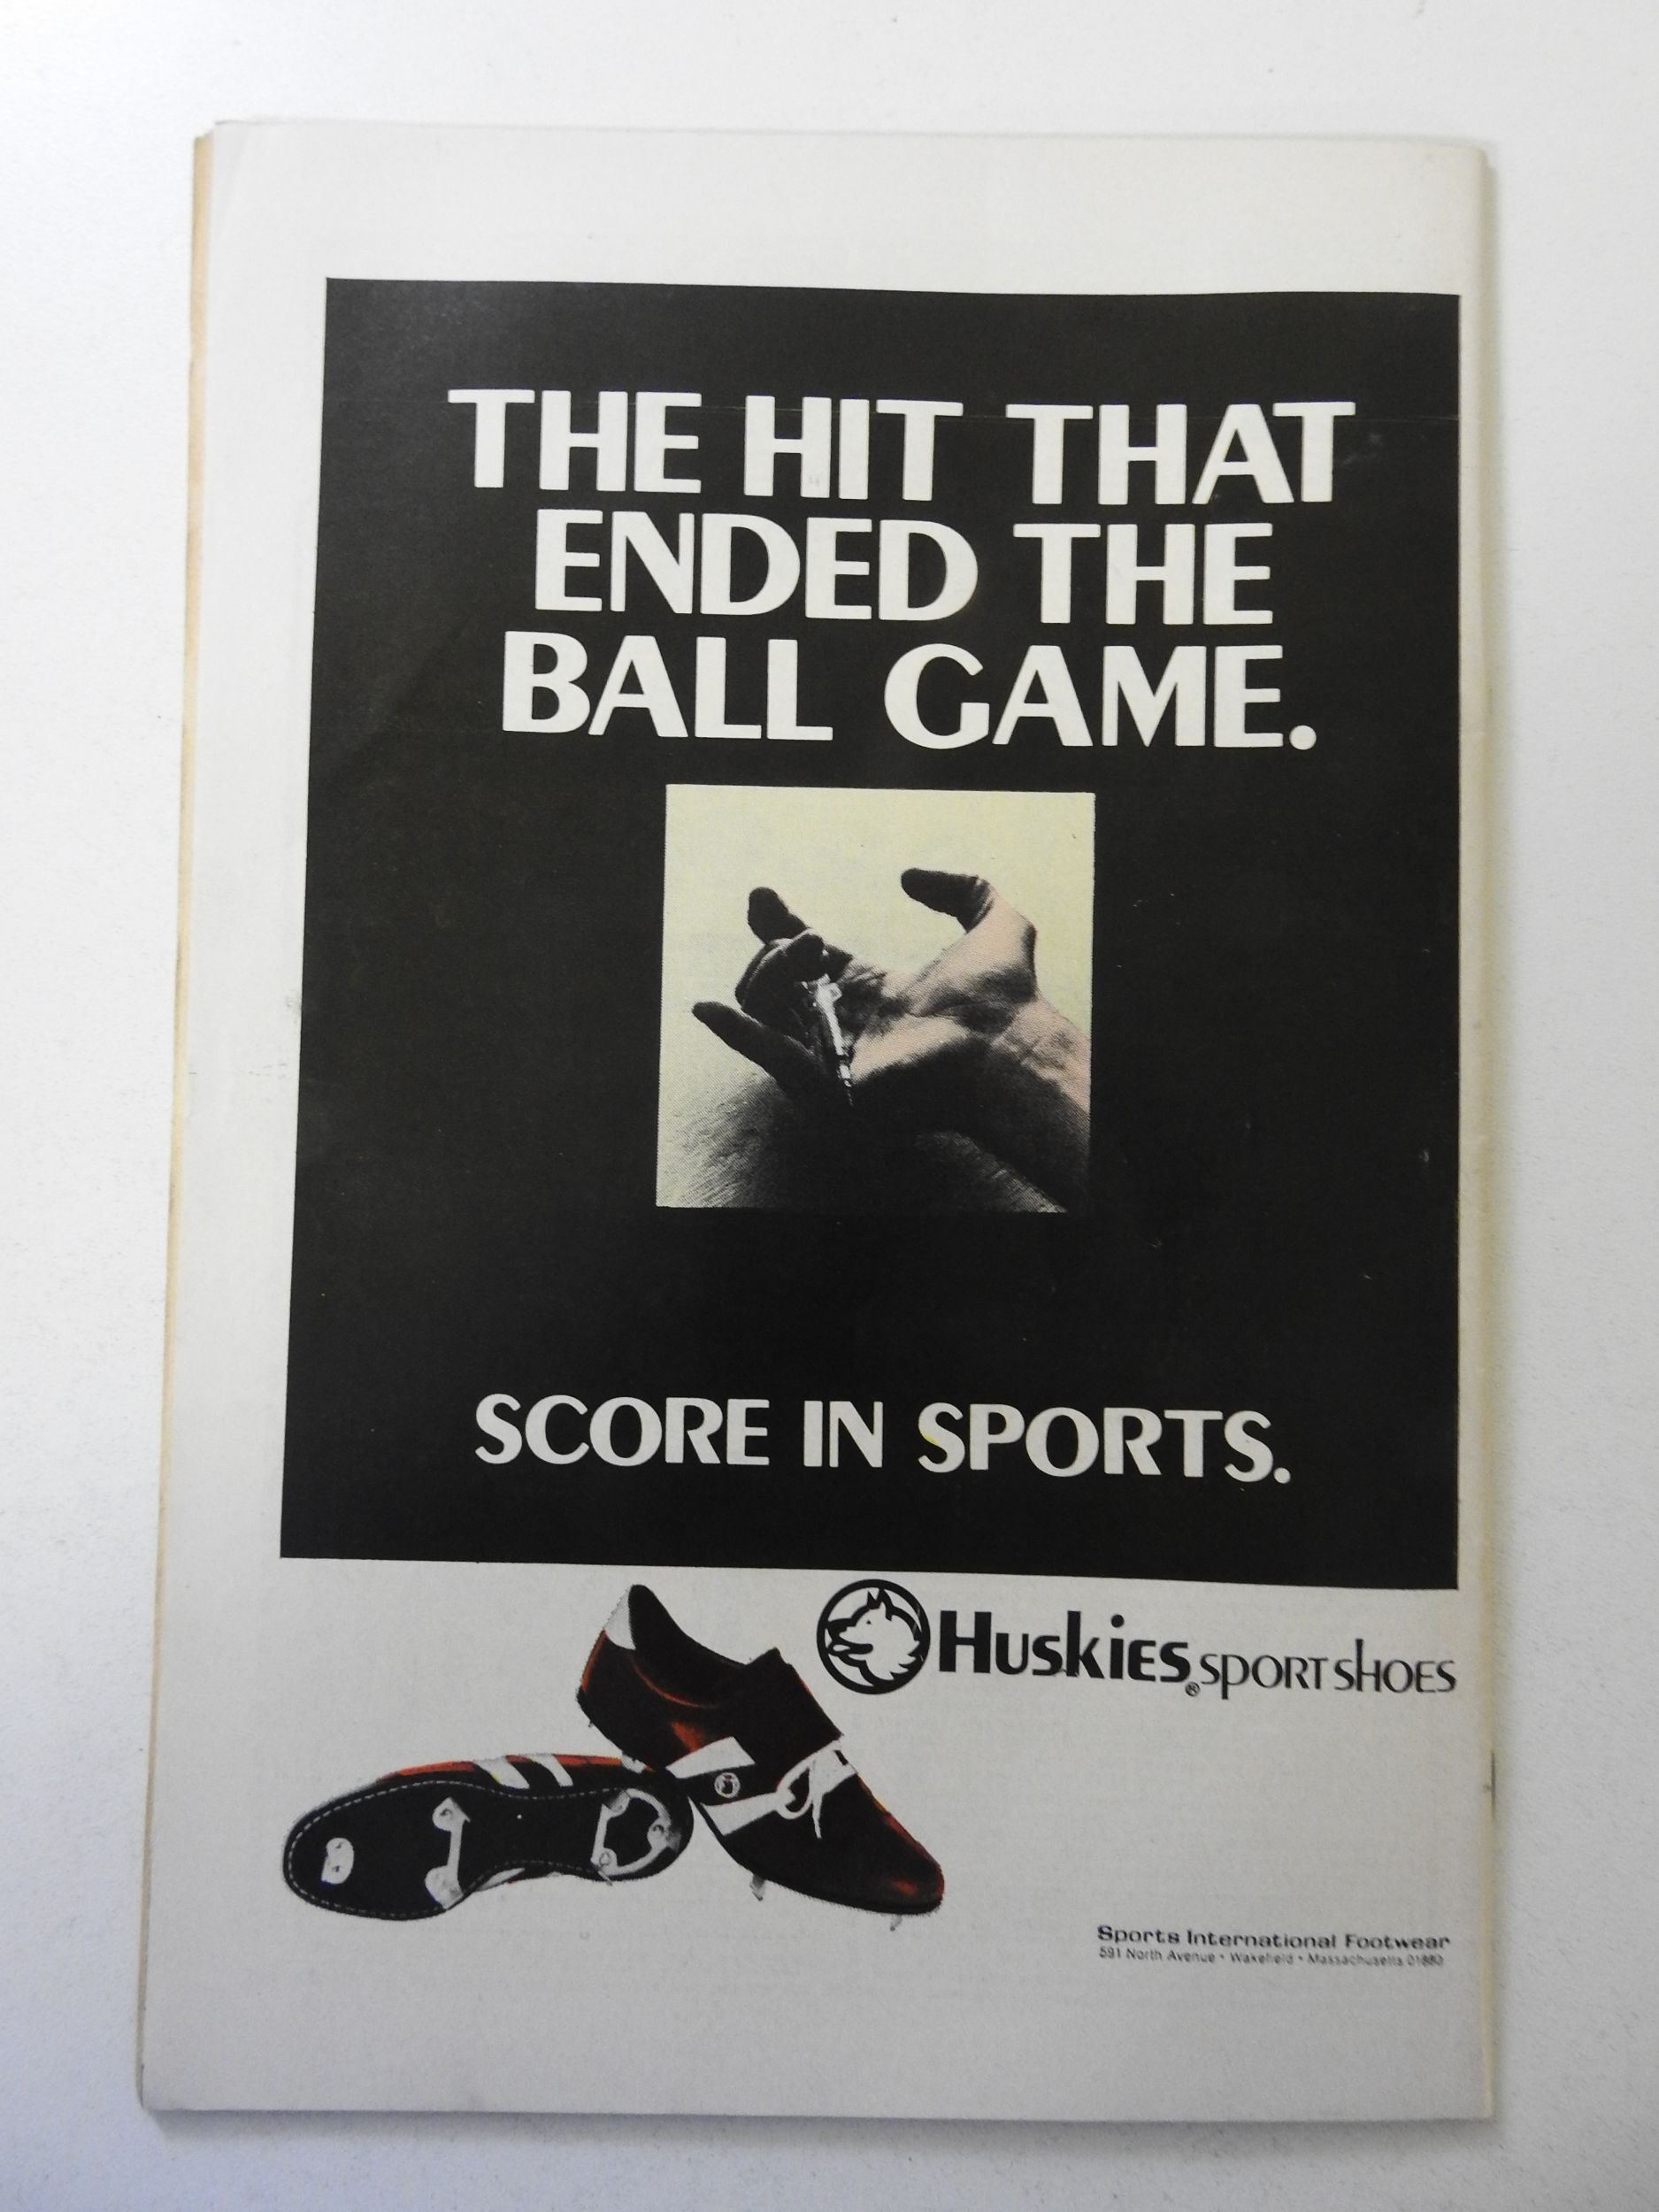 THE HIT THAT
ENDED THE
BALL GAME.
SCORE IN SPORTS.
HUSKIES® SPORT SHOES
Sports International Footwear
591 North Avenue • Wakefield • Massachusetts 01880